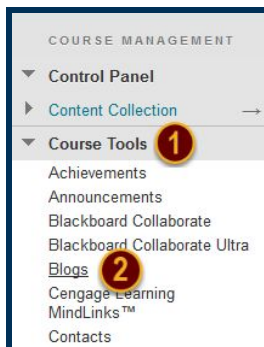 COURSE MANAGEMENT
Control Panel
Content Collection →
Course Tools 1
Achievements
Announcements
Blackboard Collaborate
Blackboard Collaborate Ultra
Blogs 2
Cengage Learning
MindLinks™
Contacts